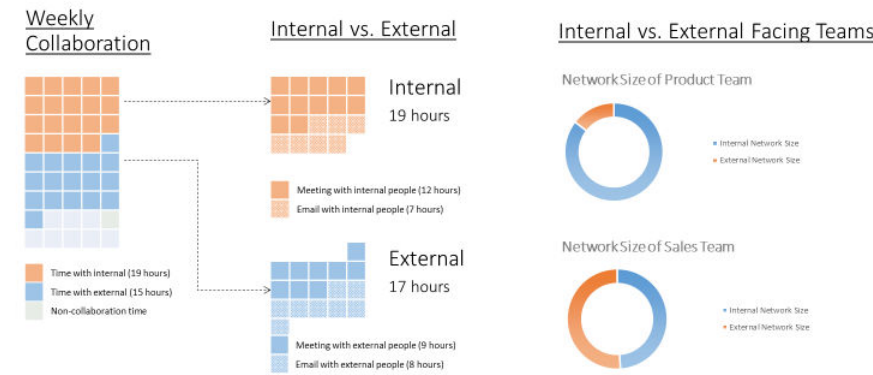 Weekly
Collaboration
Internal vs. External
Internal vs. External Facing Teams
Internal
19 hours
Network Size of Product Team
Internal Network Size
External Network Size
Meeting with internal people (12 hours)
Email with internal people (7 hours)
External
17 hours
Network Size of Sales Team
Time with internal (19 hours)
Time with external (15 hours)
Non-collaboration time
Internal Network Size
External Network Size
Meeting with external people (9 hours)
Email with external people (8 hours)